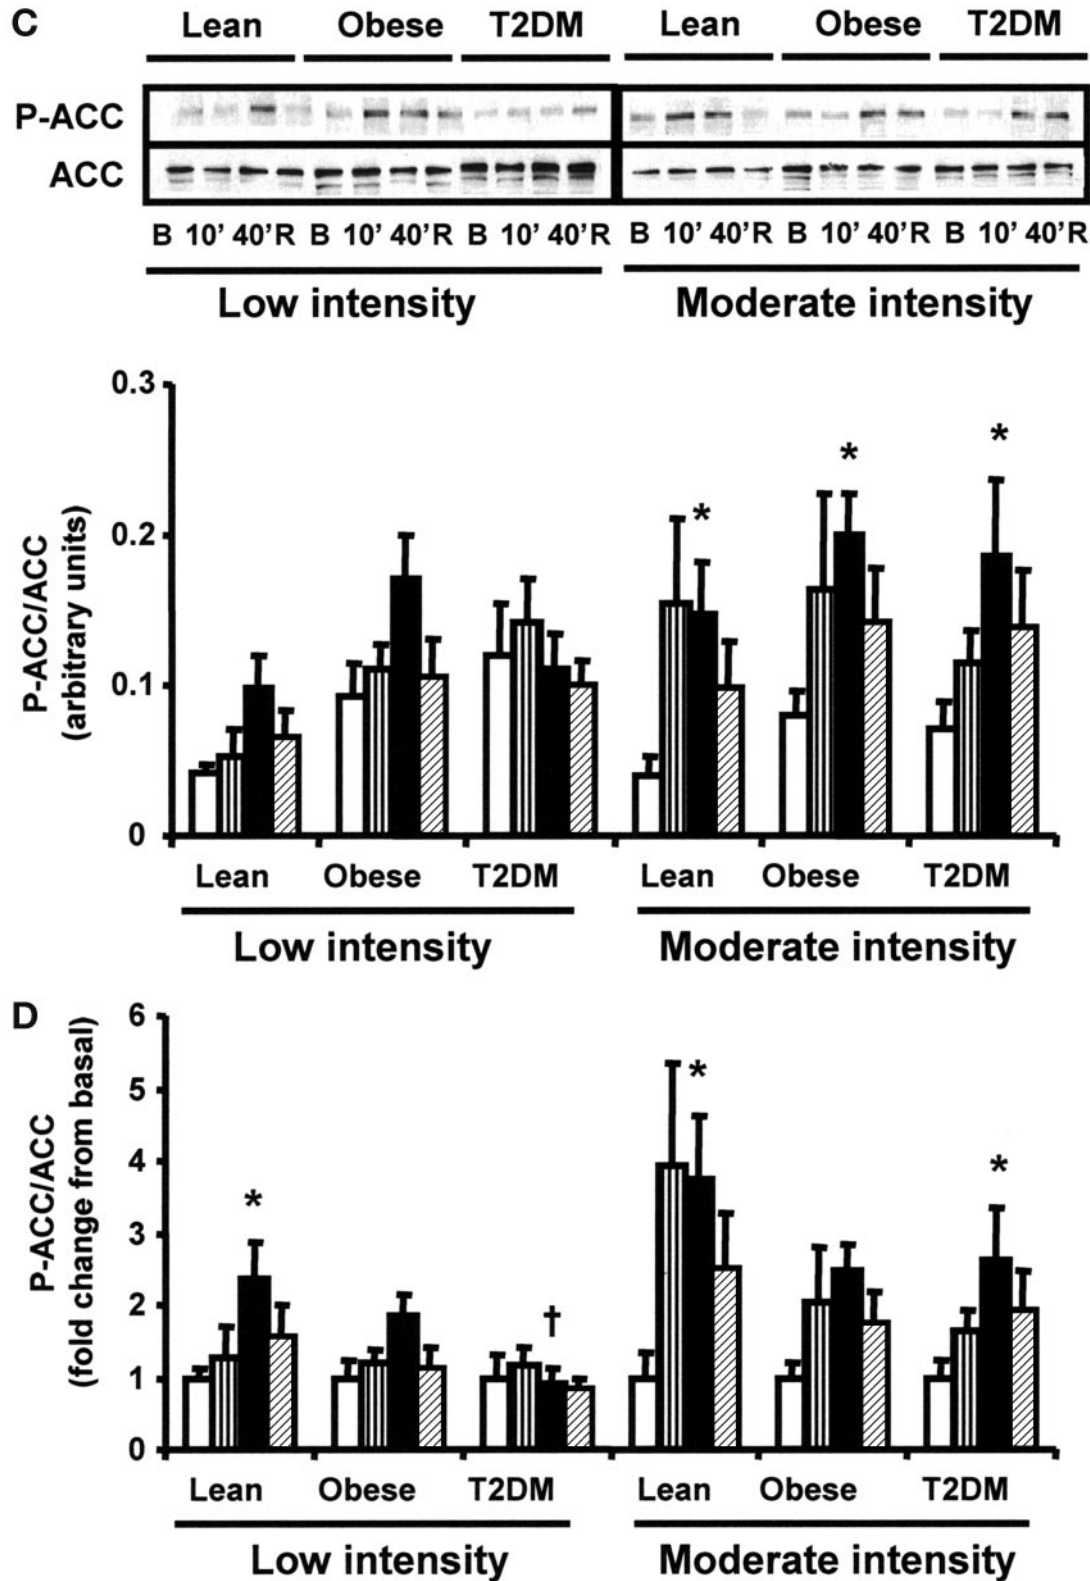 C Lean Obese T2DM Lean Obese T2DM
P-ACC
ACC
B 10' 40'R B 10' 40'R B 10' 40'R B 10' 40'R B 10' 40'R B 10' 40'R
Low intensity Moderate intensity
P-ACC/ACC
(arbitrary units)
0.3
0.2
0.1
0
* * *
Lean Obese T2DM Lean Obese T2DM
Low intensity Moderate intensity
D
P-ACC/ACC
(fold change from basal)
6
5
4
3
2
1
0
* † * *
Lean Obese T2DM Lean Obese T2DM
Low intensity Moderate intensity